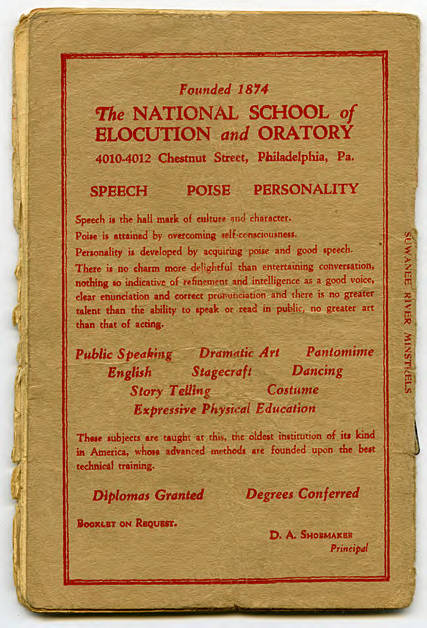 Founded 1874
The NATIONAL SCHOOL of
ELOCUTION and ORATORY
4010-4012 Chestnut Street, Philadelphia, Pa.
SPEECH POISE PERSONALITY
Speech is the hall mark of culture and character.
Poise is attained by overcoming self-consciousness.
Personality is developed by acquiring poise and good speech.
There is no charm more delightful than entertaining conversation,
nothing so indicative of refinement and intelligence as a good voice,
clear enunciation and correct pronunciation and there is no greater
talent than the ability to speak or read in public, no greater art
than that of acting.
Public Speaking Dramatic Art Pantomime
English Stagecraft Dancing
Story Telling Costume
Expressive Physical Education
These subjects are taught at this, the oldest institution of its kind
in America, whose advanced methods are founded upon the best
technical training.
Diplomas Granted Degrees Conferred
BOOKLET ON REQUEST.
D. A. SHOEMAKER
Principal
SUWANEE RIVER MINSTRELS